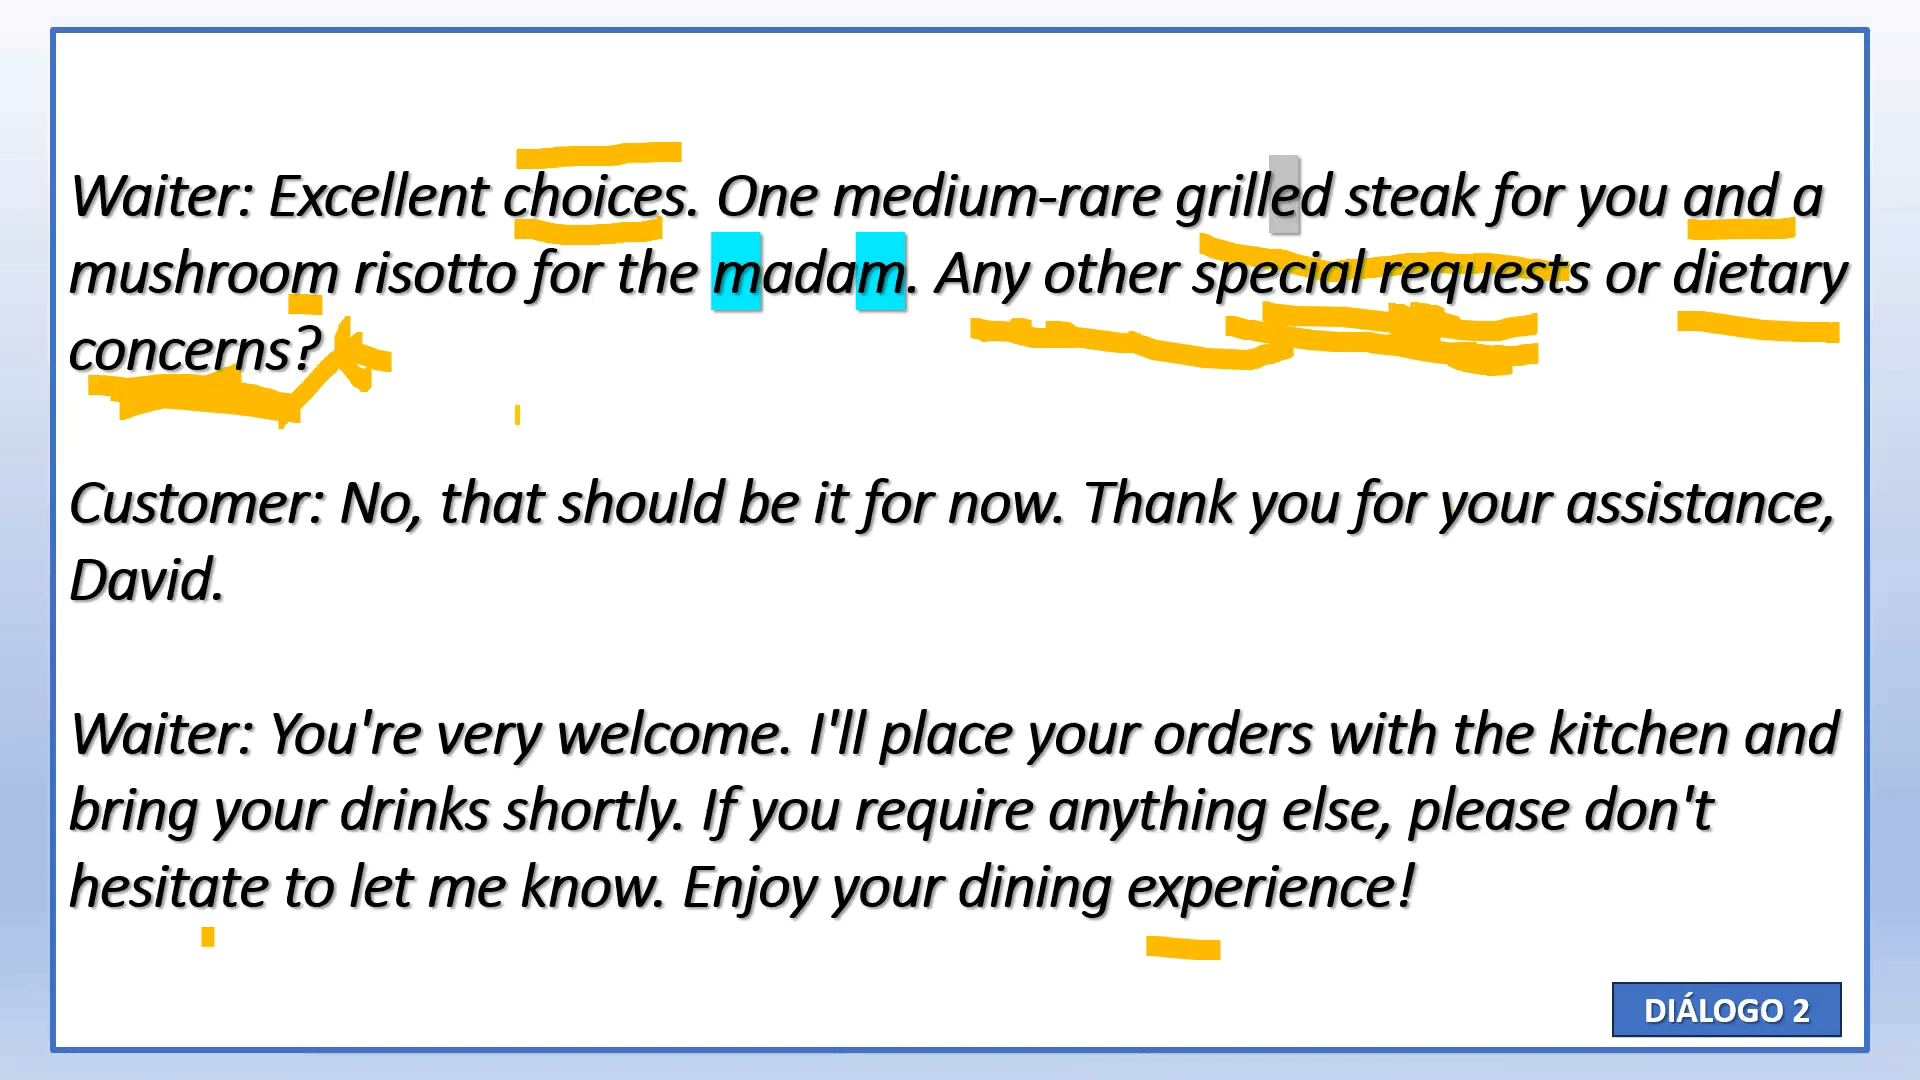 Waiter: Excellent choices. One medium-rare grilled steak for you and a
mushroom risotto for the madam. Any other special requests or dietary
concerns?
Customer: No, that should be it for now. Thank you for your assistance,
David.
Waiter: You're very welcome. I'll place your orders with the kitchen and
bring your drinks shortly. If you require anything else, please don't
hesitate to let me know. Enjoy your dining experience!
DIÁLOGO 2